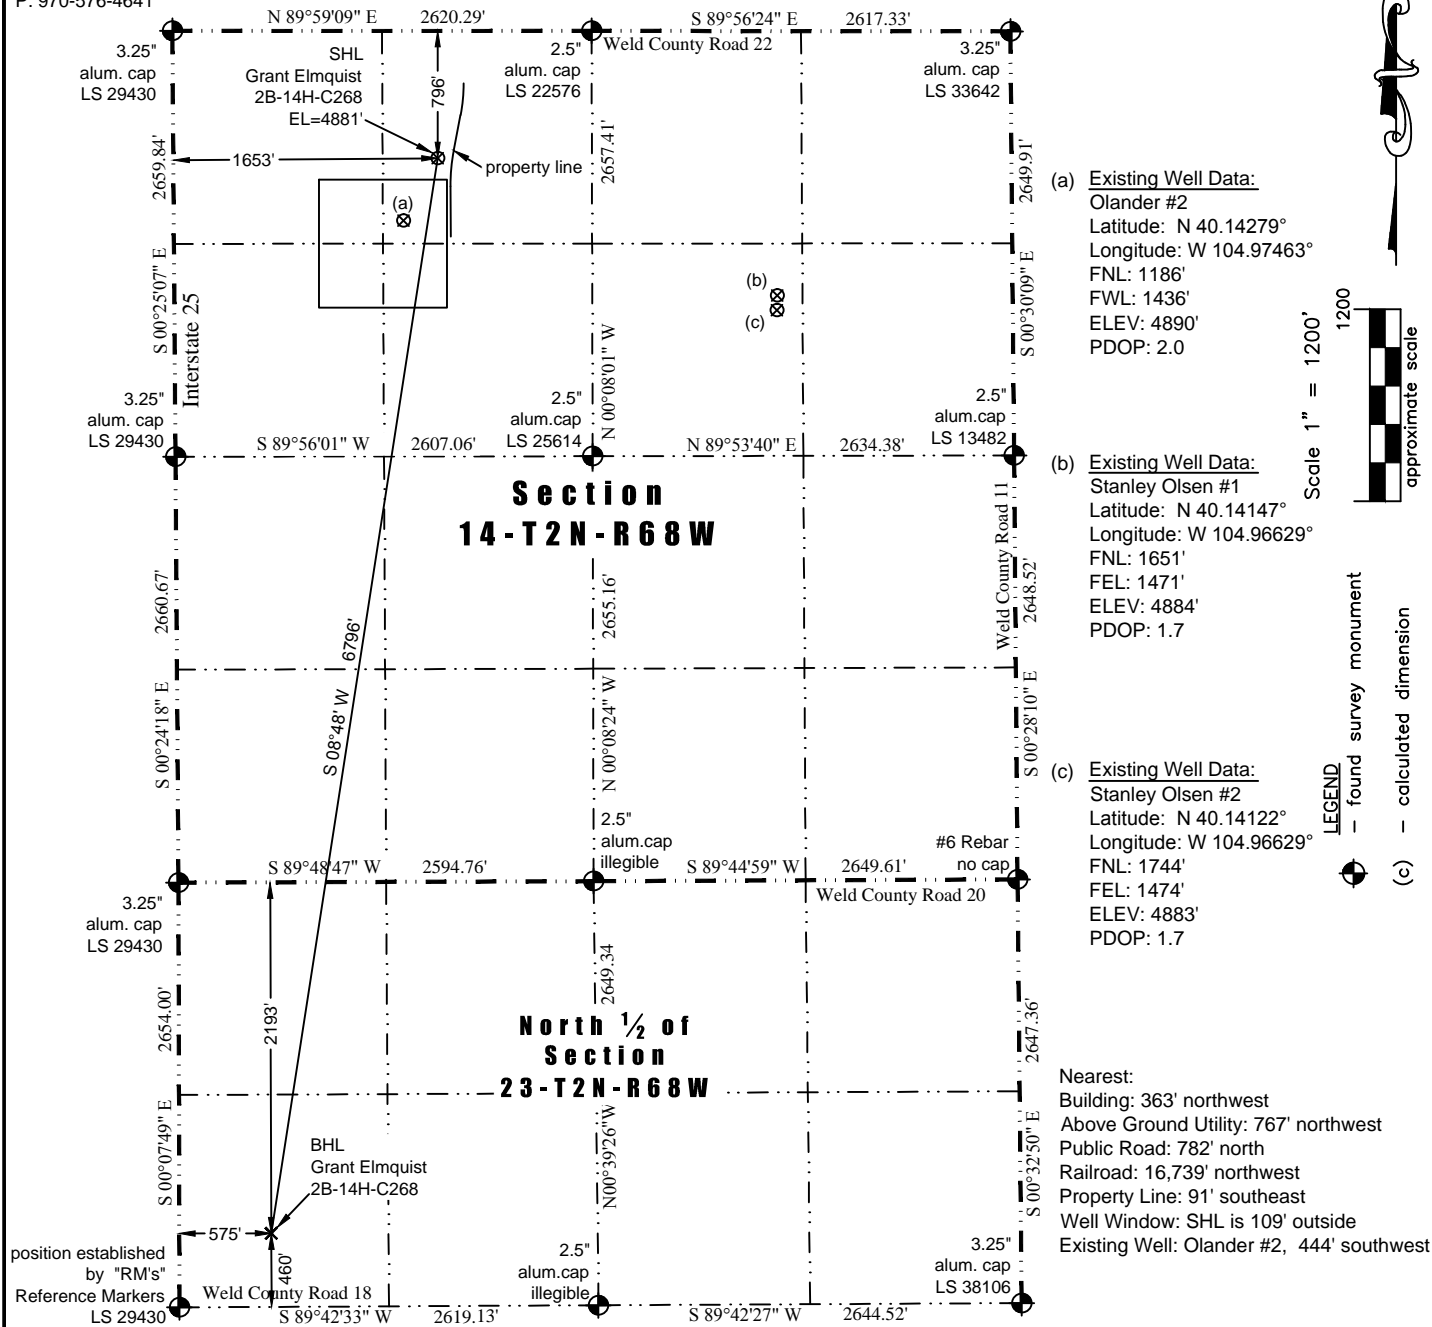 P: 970-576-4641
N 89°59'09" E 2620.29'
S 89°56'24" E 2617.33'
Weld County Road 22
3.25"
alum. cap
LS 29430
SHL
Grant Elmquist
2B-14H-C268
EL=4881'
796'
2.5"
alum. cap
LS 22576
3.25"
alum. cap
LS 33642
1653'
property line
2659.84'
2657.41'
2649.91'
(a)
(b)
(c)
S 00°25'07" E
Interstate 25
N 00°08'01" W
S 00°30'09" E
3.25"
alum. cap
LS 29430
2.5"
alum.cap
LS 25614
2.5"
alum.cap
LS 13482
S 89°56'01" W 2607.06'
N 89°53'40" E 2634.38'
Section
14-T2N-R68W
Weld County Road 11
2660.67'
2655.16'
2648.52'
6796'
S 08°48' W
S 00°24'18" E
N 00°08'24" W
S 00°28'10" E
2.5"
alum.cap
illegible
#6 Rebar
no cap
S 89°48'47" W 2594.76'
S 89°44'59" W 2649.61'
Weld County Road 20
3.25"
alum. cap
LS 29430
2654.00'
2193'
2649.34
2647.36'
North ½ of
Section
23-T2N-R68W
S 00°07'49" E
N00°39'26"W
S 00°32'50" E
BHL
Grant Elmquist
2B-14H-C268
575'
460'
position established
by "RM's"
Reference Markers
LS 29430
Weld County Road 18
2.5"
alum.cap
illegible
3.25"
alum. cap
LS 38106
S 89°42'33" W 2619.13'
S 89°42'27" W 2644.52'
(a) Existing Well Data:
Olander #2
Latitude: N 40.14279°
Longitude: W 104.97463°
FNL: 1186'
FWL: 1436'
ELEV: 4890'
PDOP: 2.0
(b) Existing Well Data:
Stanley Olsen #1
Latitude: N 40.14147°
Longitude: W 104.96629°
FNL: 1651'
FEL: 1471'
ELEV: 4884'
PDOP: 1.7
(c) Existing Well Data:
Stanley Olsen #2
Latitude: N 40.14122°
Longitude: W 104.96629°
FNL: 1744'
FEL: 1474'
ELEV: 4883'
PDOP: 1.7
Scale 1" = 1200'
1200
approximate scale
LEGEND
– found survey monument
(c) – calculated dimension
Nearest:
Building: 363' northwest
Above Ground Utility: 767' northwest
Public Road: 782' north
Railroad: 16,739' northwest
Property Line: 91' southeast
Well Window: SHL is 109' outside
Existing Well: Olander #2, 444' southwest